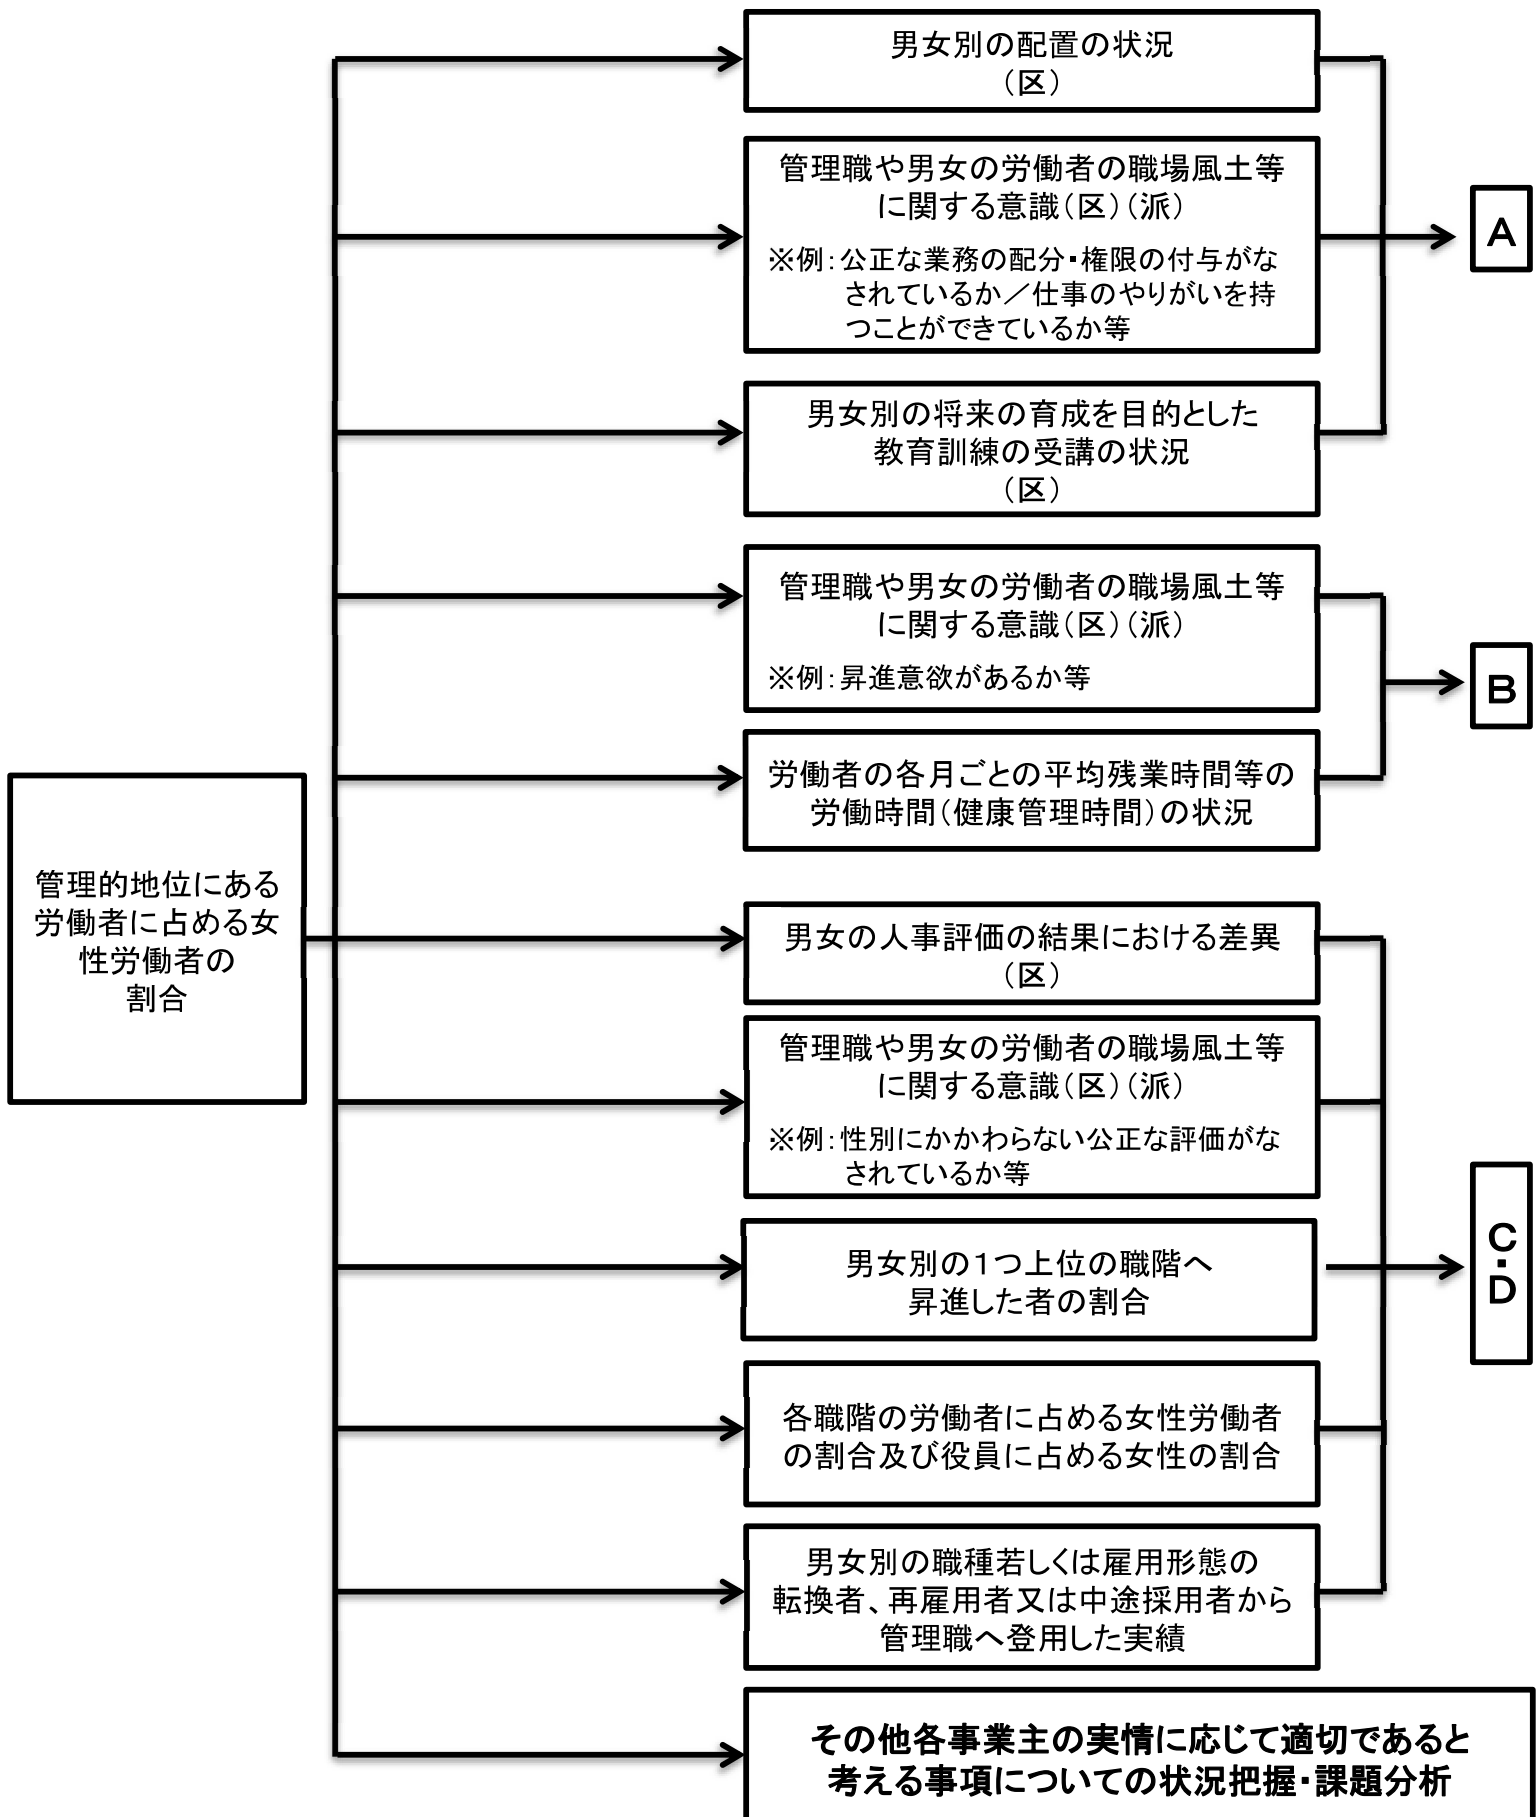 男女別の配置の状況
（区）
管理職や男女の労働者の職場風土等
に関する意識（区）（派）
※例：公正な業務の配分・権限の付与がな
されているか／仕事のやりがいを持
つことができているか等
A
男女別の将来の育成を目的とした
教育訓練の受講の状況
（区）
管理職や男女の労働者の職場風土等
に関する意識（区）（派）
※例：昇進意欲があるか等
B
労働者の各月ごとの平均残業時間等の
労働時間（健康管理時間）の状況
管理的地位にある
労働者に占める女
性労働者の
割合
男女の人事評価の結果における差異
（区）
管理職や男女の労働者の職場風土等
に関する意識（区）（派）
※例：性別にかかわらない公正な評価がな
されているか等
男女別の１つ上位の職階へ
昇進した者の割合
C
・
D
各職階の労働者に占める女性労働者
の割合及び役員に占める女性の割合
男女別の職種若しくは雇用形態の
転換者、再雇用者又は中途採用者から
管理職へ登用した実績
その他各事業主の実情に応じて適切であると
考える事項についての状況把握・課題分析